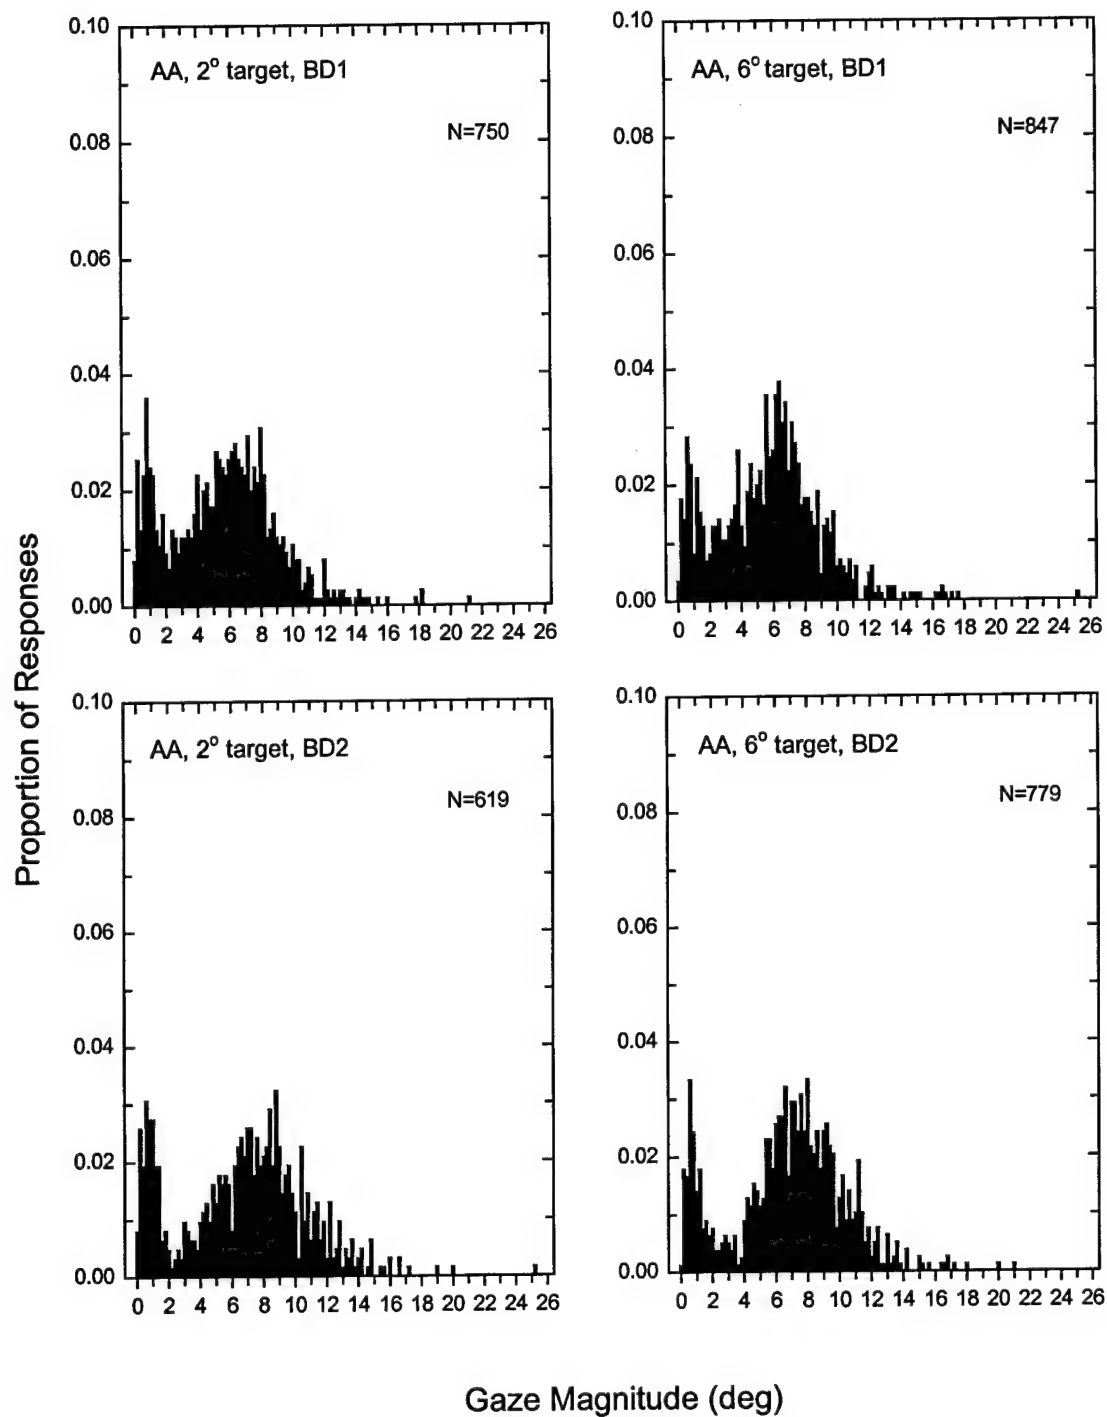 Proportion of Responses
0.10
0.08
0.06
0.04
0.02
0.00
AA, 2° target, BD1
N=750
0 2 4 6 8 10 12 14 16 18 20 22 24 26
0.10
0.08
0.06
0.04
0.02
0.00
AA, 6° target, BD1
N=847
0 2 4 6 8 10 12 14 16 18 20 22 24 26
0.10
0.08
0.06
0.04
0.02
0.00
AA, 2° target, BD2
N=619
0 2 4 6 8 10 12 14 16 18 20 22 24 26
0.10
0.08
0.06
0.04
0.02
0.00
AA, 6° target, BD2
N=779
0 2 4 6 8 10 12 14 16 18 20 22 24 26
Gaze Magnitude (deg)